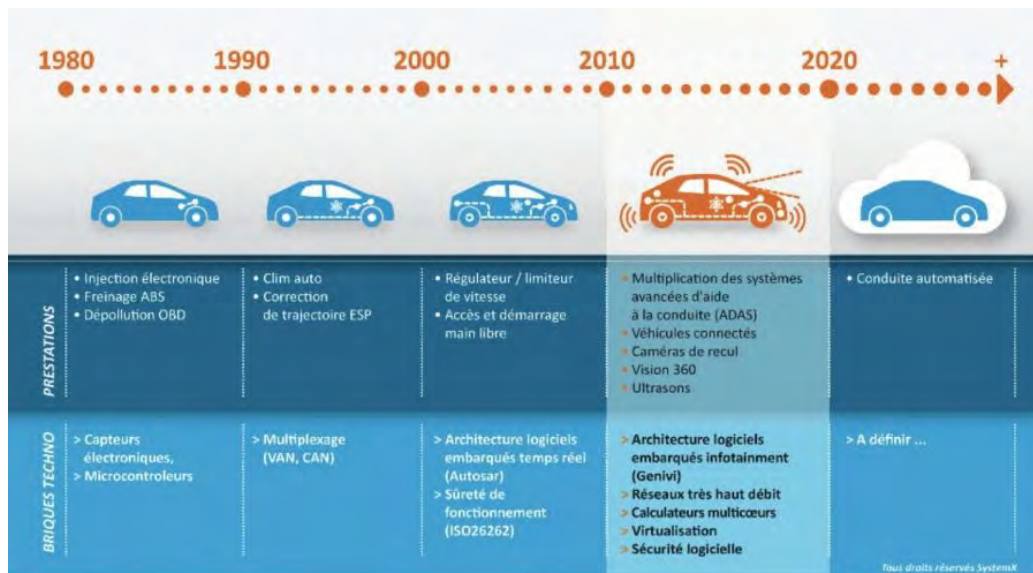 1980
1990
2000
2010
2020
+
PRESTATIONS
• Injection électronique
• Freinage ABS
• Dépollution OBD
• Clim auto
• Correction
de trajectoire ESP
• Régulateur / limiteur
de vitesse
• Accès et démarrage
main libre
• Multiplication des systèmes
avancées d'aide
à la conduite (ADAS)
• Véhicules connectés
• Caméras de recul
• Vision 360
• Ultrasons
• Conduite automatisée
BRIQUES TECHNO
> Capteurs
électroniques,
> Microcontroleurs
> Multiplexage
(VAN, CAN)
> Architecture logiciels
embarqués temps réel
(Autosar)
> Sûreté de
fonctionnement
(ISO26262)
> Architecture logiciels
embarqués infotainment
(Genivi)
> Réseaux très haut débit
> Calculateurs multicœurs
> Virtualisation
> Sécurité logicielle
> A définir ...
Tous droits réservés SystemX